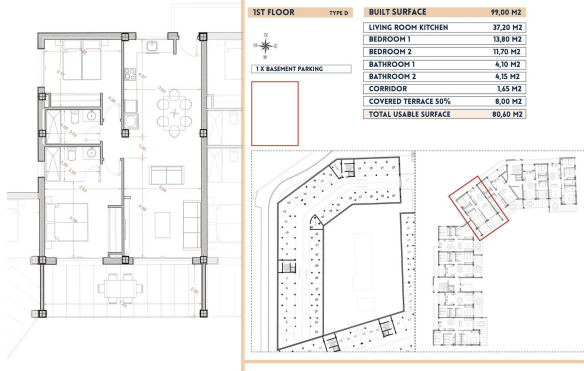 1ST FLOOR TYPE D
BUILT SURFACE 99,00 M2
LIVING ROOM KITCHEN 37,20 M2
BEDROOM 1 13,80 M2
BEDROOM 2 11,70 M2
BATHROOM 1 4,10 M2
BATHROOM 2 4,15 M2
CORRIDOR 1,65 M2
COVERED TERRACE 50% 8,00 M2
TOTAL USABLE SURFACE 80,60 M2
1 X BASEMENT PARKING